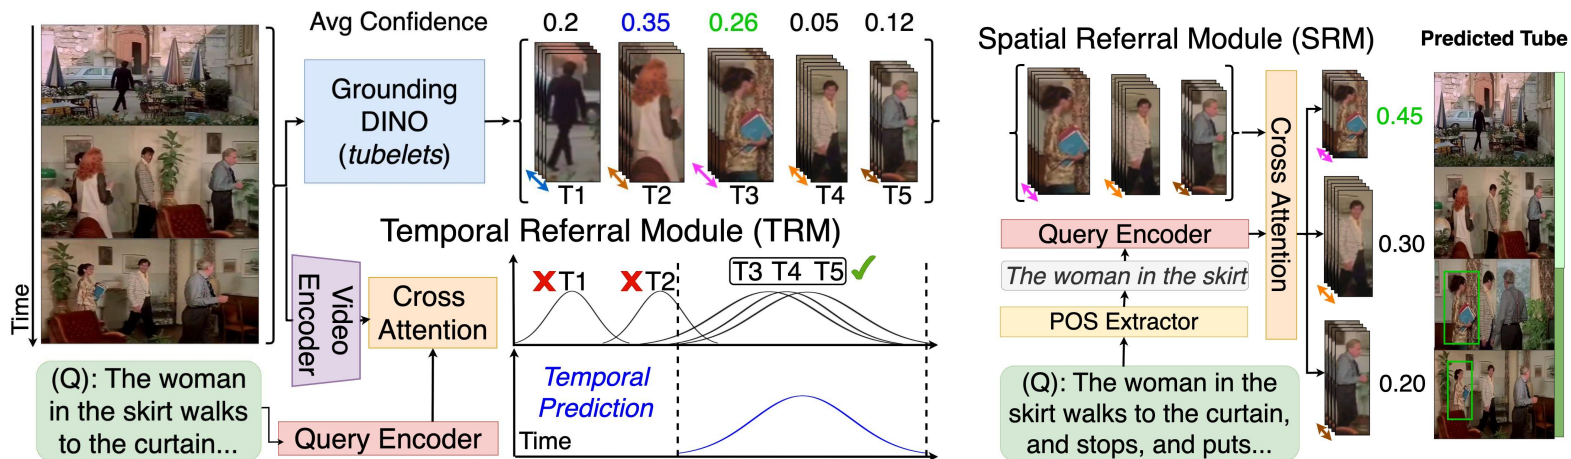 Avg Confidence 0.2 0.35 0.26 0.05 0.12
Time
Grounding
DINO
(tubelets)
T1 T2 T3 T4 T5
Temporal Referral Module (TRM)
Video
Encoder
Cross
Attention
X T1 X T2 T3 T4 T5 ✓
Temporal
Prediction
Time
(Q): The woman
in the skirt walks
to the curtain...
Query Encoder
Spatial Referral Module (SRM)
Query Encoder
The woman in the skirt
POS Extractor
(Q): The woman in the
skirt walks to the curtain,
and stops, and puts...
Cross Attention
0.45
0.30
0.20
Predicted Tube